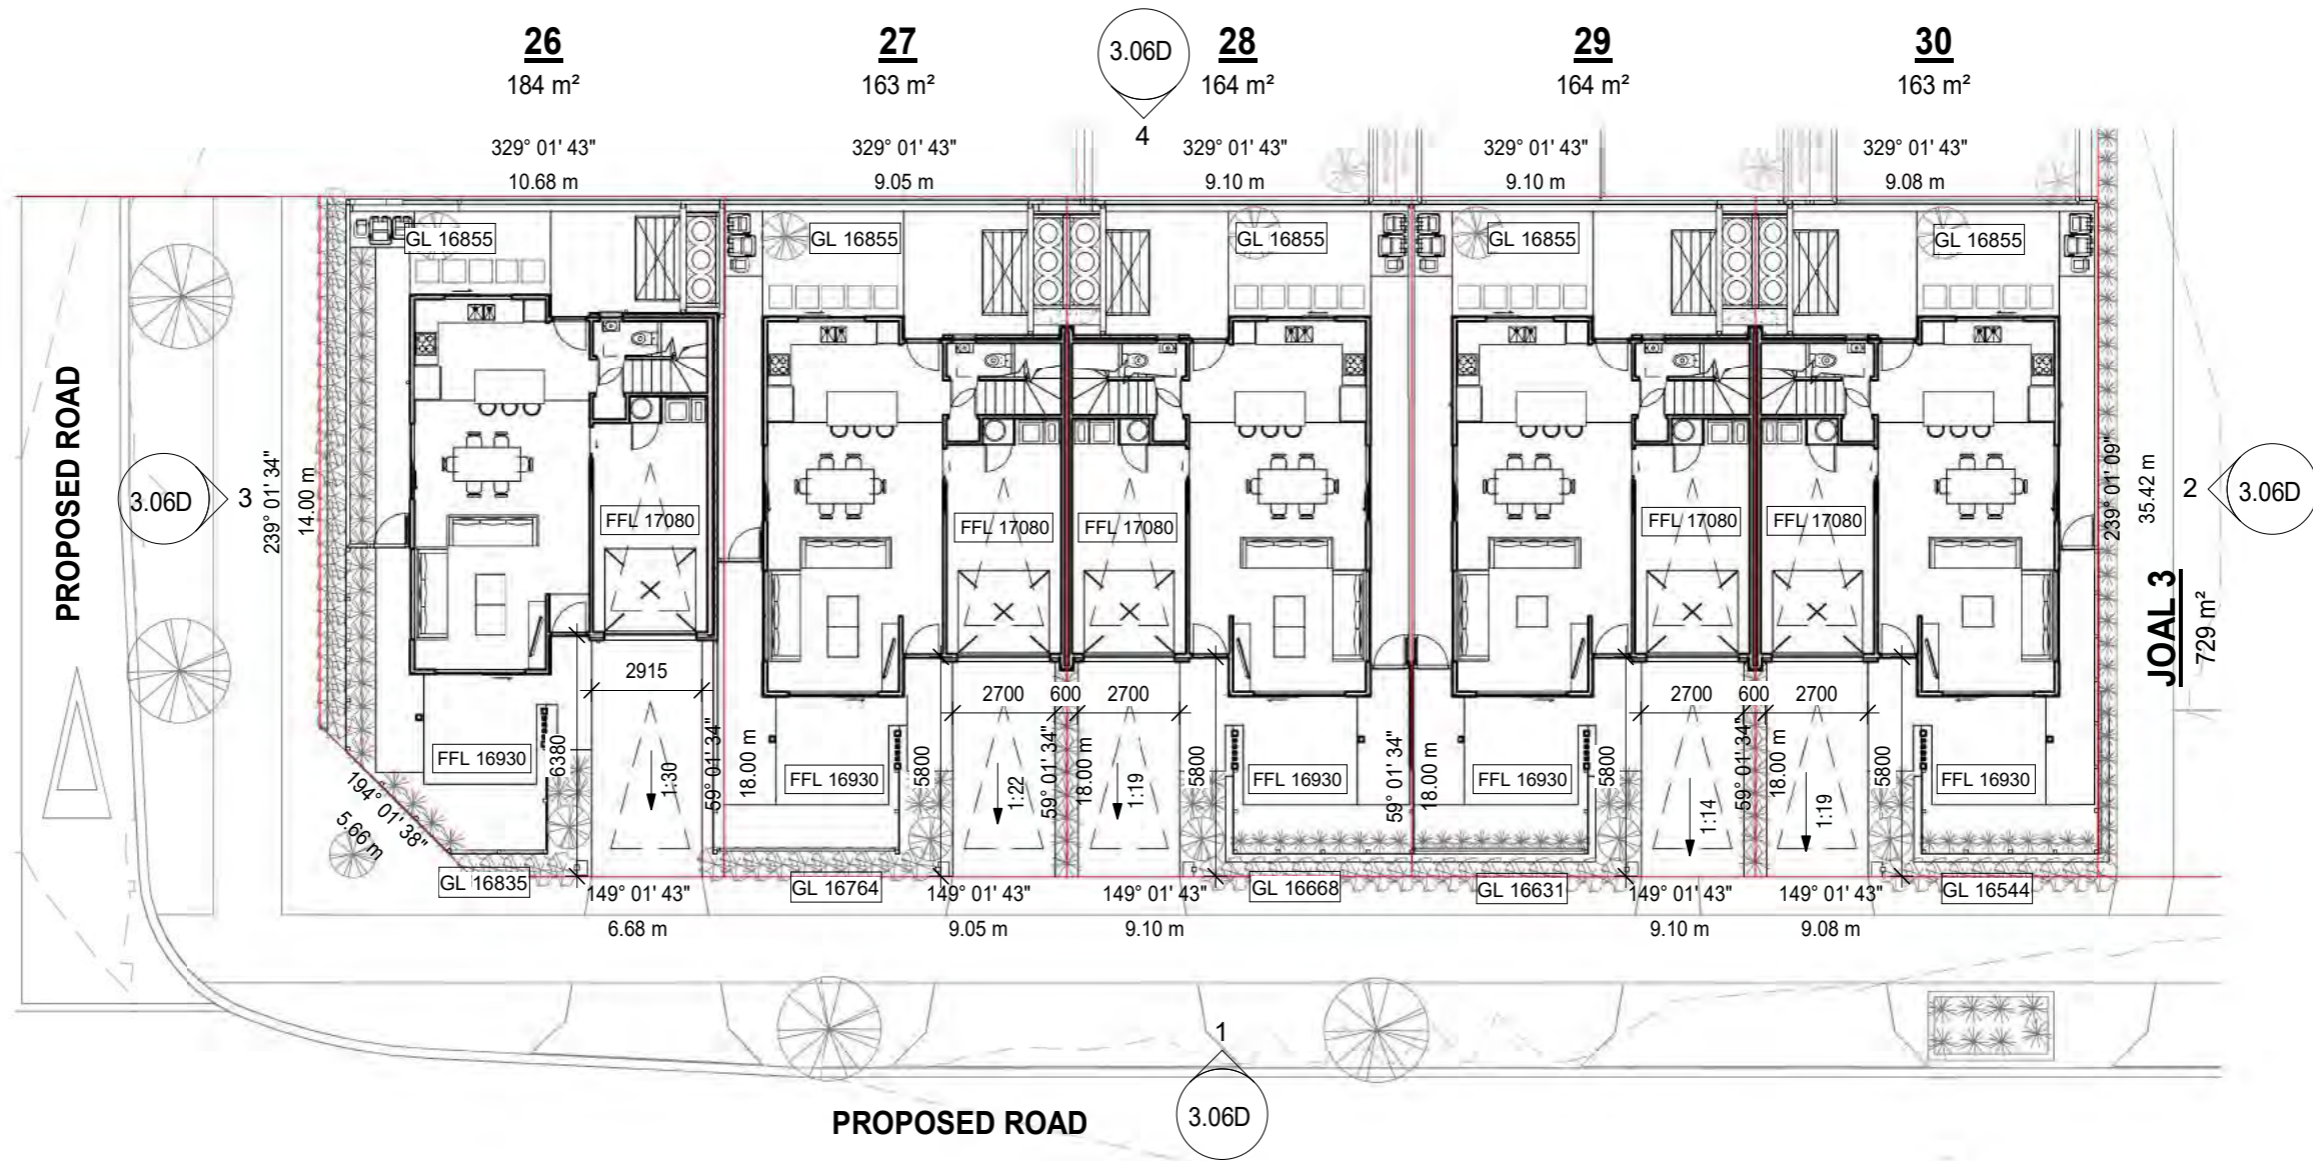 26
184 m²
27
163 m²
3.06D
4
28
164 m²
29
164 m²
30
163 m²
329° 01' 43"
10.68 m
329° 01' 43"
9.05 m
329° 01' 43"
9.10 m
329° 01' 43"
9.10 m
329° 01' 43"
9.08 m
GL 16855
GL 16855
GL 16855
GL 16855
GL 16855
PROPOSED ROAD
3.06D
3
239° 01' 34"
14.00 m
FFL 17080
FFL 17080
FFL 17080
FFL 17080
FFL 17080
239° 01' 09"
35.42 m
2
3.06D
JOAL 3
729 m²
2915
2700
600
2700
2700
600
2700
FFL 16930
6380
1:30
59° 01' 34"
18.00 m
FFL 16930
5800
1:22
59° 01' 34"
18.00 m
1:19
5800
FFL 16930
59° 01' 34"
18.00 m
FFL 16930
5800
1:14
59° 01' 34"
18.00 m
1:19
5800
FFL 16930
194° 01' 38"
5.66 m
GL 16835
149° 01' 43"
6.68 m
GL 16764
149° 01' 43"
9.05 m
149° 01' 43"
9.10 m
GL 16668
GL 16631
149° 01' 43"
9.10 m
149° 01' 43"
9.08 m
GL 16544
1
3.06D
PROPOSED ROAD